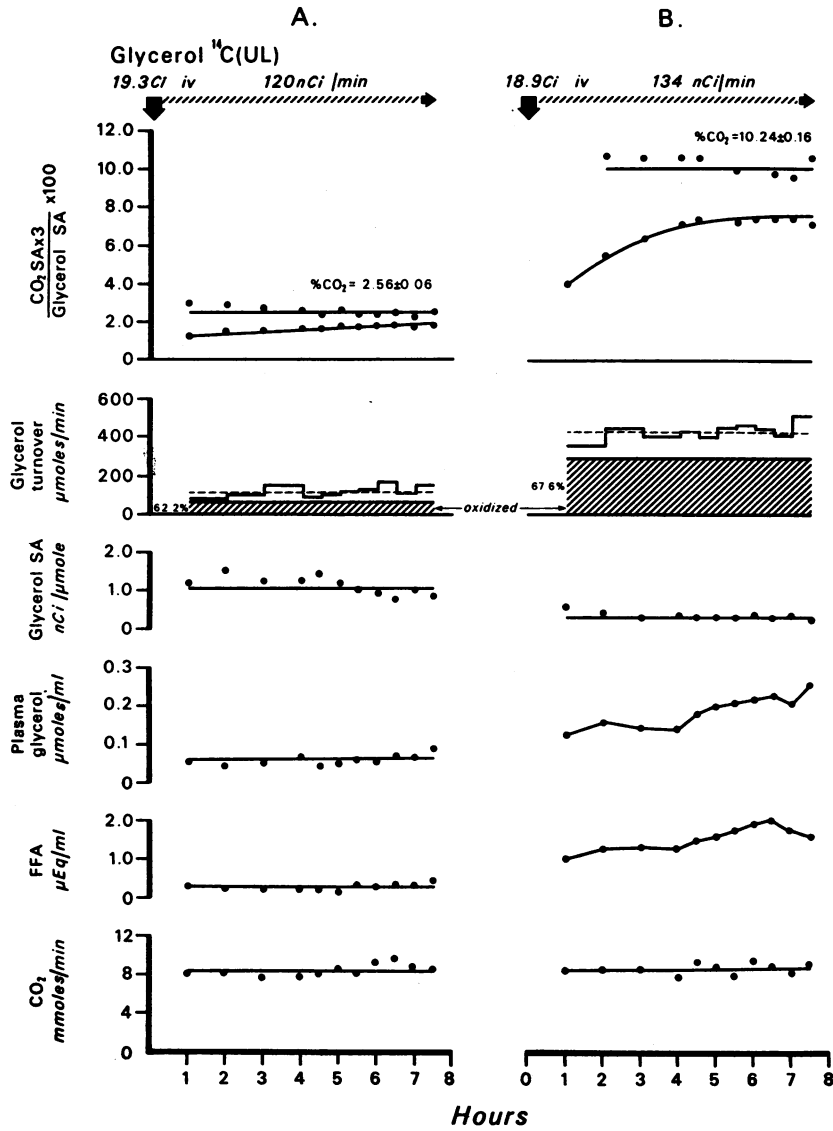 A.
B.
Glycerol ¹⁴C(UL)
19.3Ci iv 120nCi /min
18.9Ci iv 134 nCi/min
12.0
10.0
8.0
6.0
4.0
2.0
0
CO₂ SAx3
Glycerol SA
x100
%CO₂ = 2.56±0 06
%CO₂ = 10.24±0.16
600
400
200
0
Glycerol
turnover
μmoles/min
62 2%
oxidized
67 6%
2.0
1.0
0
Glycerol SA
nCi /μmole
0.3
0.2
0.1
0
Plasma
glycerol
μmoles/ml
2.0
1.0
0
FFA
μEq/ml
12
8
4
0
CO₂
mmoles/min
1 2 3 4 5 6 7 8
0 1 2 3 4 5 6 7 8
Hours